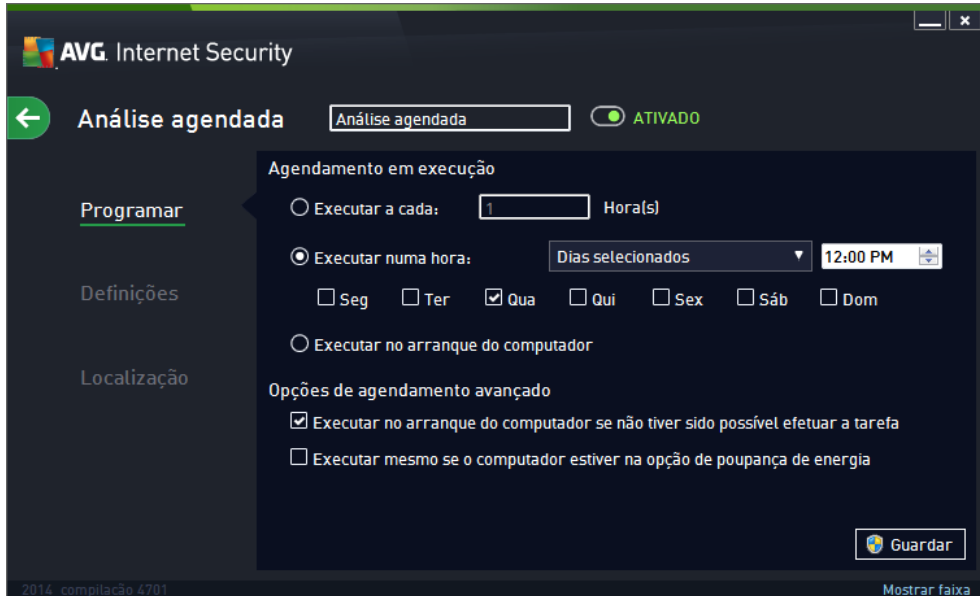 AVG. Internet Security
Análise agendada
Análise agendada
ATIVADO
Programar
Definições
Localização
Agendamento em execução
Executar a cada: 1 Hora(s)
Executar numa hora: Dias selecionados 12:00 PM
Seg Ter Qua Qui Sex Sáb Dom
Executar no arranque do computador
Opções de agendamento avançado
Executar no arranque do computador se não tiver sido possível efetuar a tarefa
Executar mesmo se o computador estiver na opção de poupança de energia
Guardar
2014 compilação 4701
Mostrar faixa